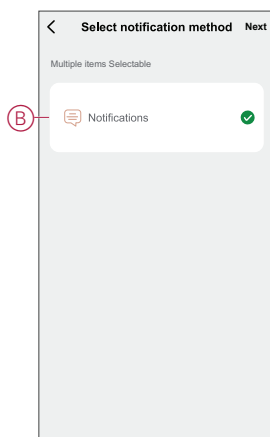 Select notification method Next
Multiple items Selectable
B Notifications